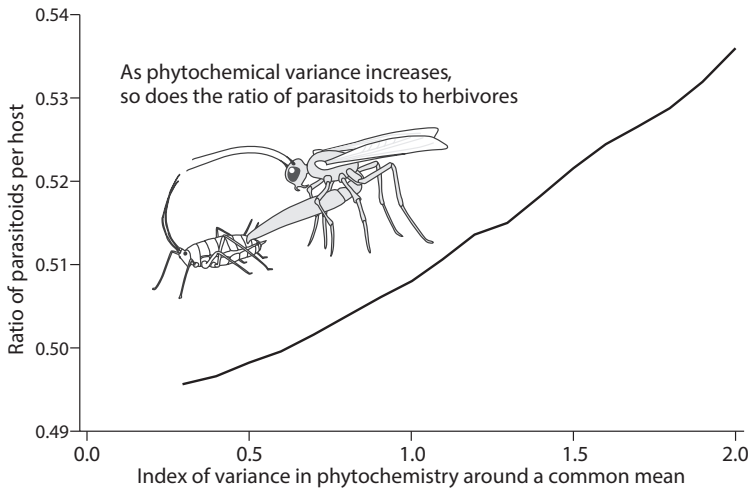 0.54
As phytochemical variance increases,
so does the ratio of parasitoids to herbivores
0.53
0.52
0.51
0.50
0.49
Ratio of parasitoids per host
0.0 0.5 1.0 1.5 2.0
Index of variance in phytochemistry around a common mean